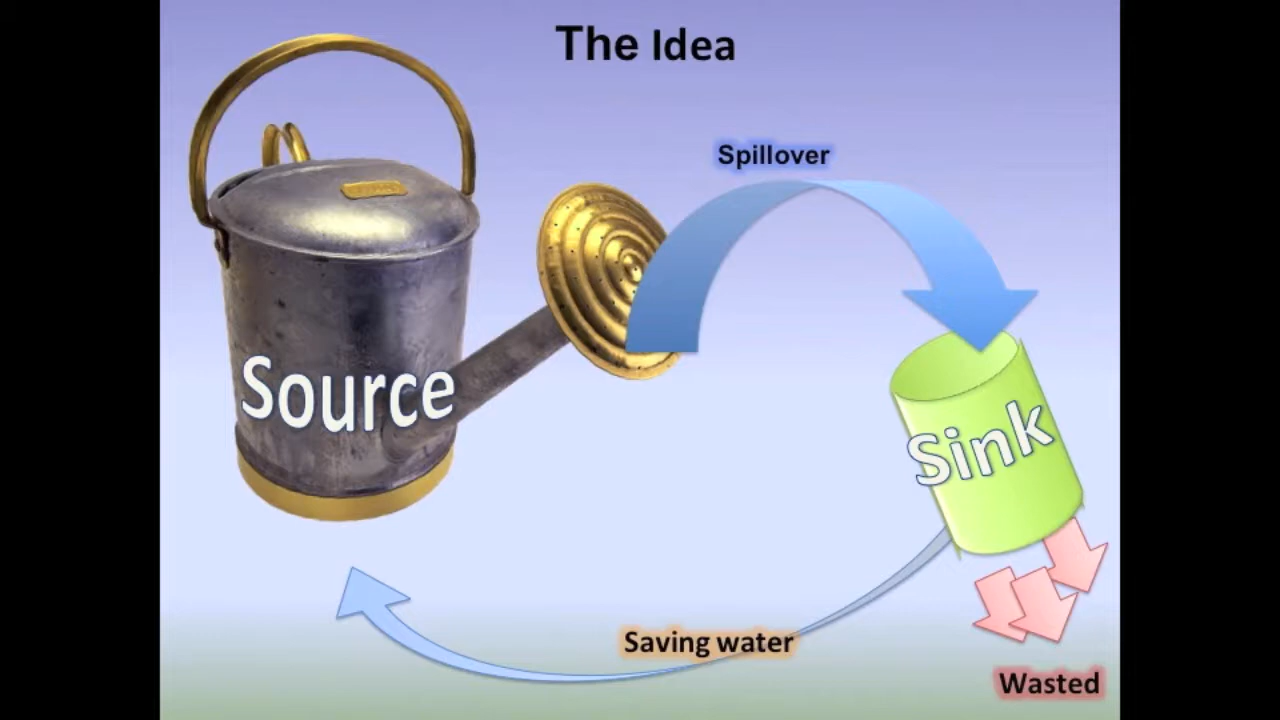 The Idea
Spillover
Source
Sink
Saving water
Wasted